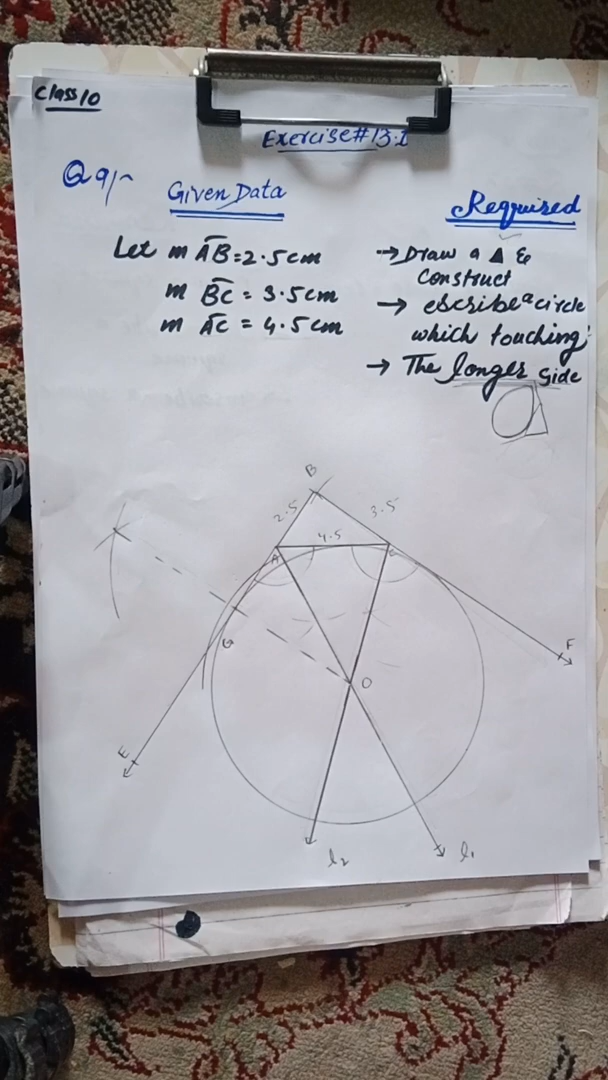 Class 10
Exercise# 13.1
Q 9/-
Given Data
Required
Let m AB = 2.5cm
m BC = 3.5cm
m AC = 4.5cm
→ Draw a Δ &
Construct
→ escribe a circle
which touching
→ The longer side
B
2.5
3.5
4.5
A
C
G
O
F
E
l₂
l₁